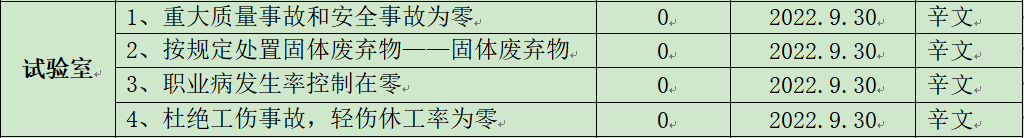 试验室
1、重大质量事故和安全事故为零 0 2022.9.30 辛文
2、按规定处置固体废弃物——固体废弃物 0 2022.9.30 辛文
3、职业病发生率控制在零 0 2022.9.30 辛文
4、杜绝工伤事故，轻伤休工率为零 0 2022.9.30 辛文